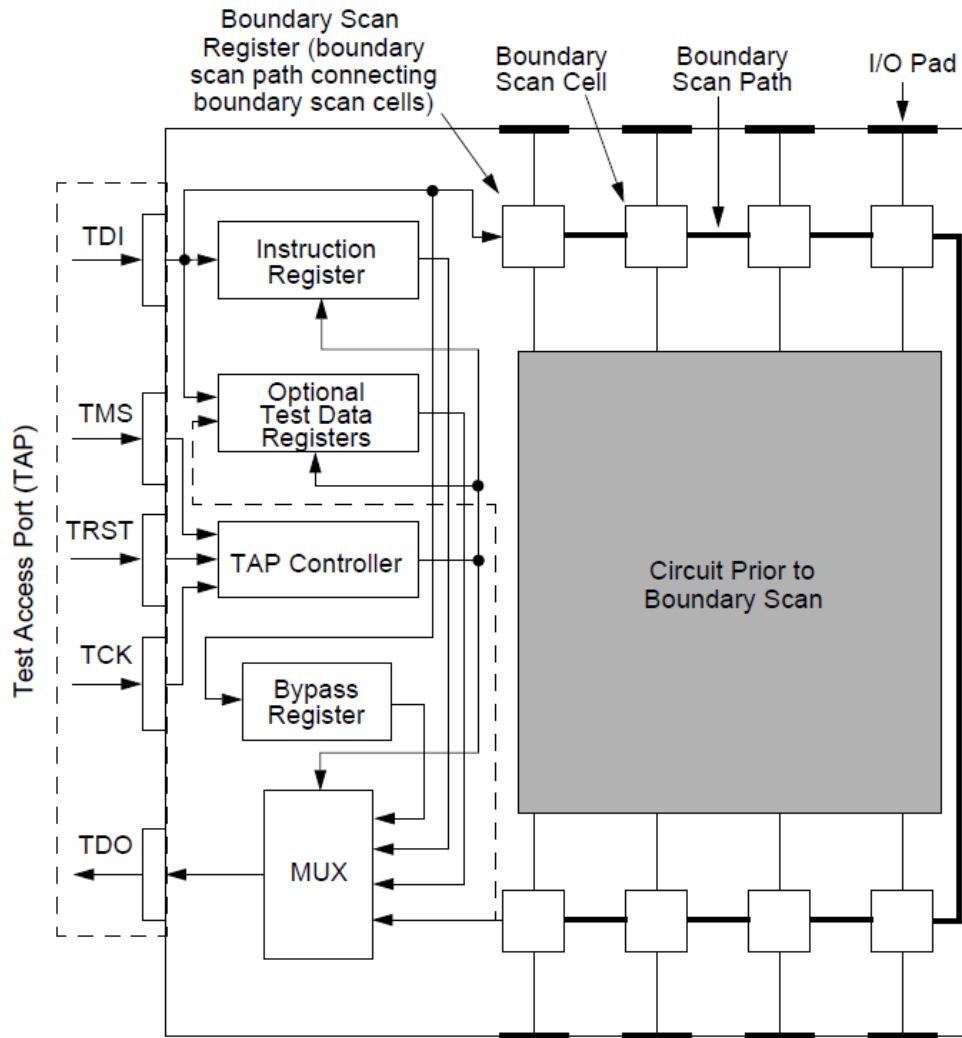 Boundary Scan
Register (boundary
scan path connecting
boundary scan cells)
Boundary
Scan Cell
Boundary
Scan Path
I/O Pad
Test Access Port (TAP)
TDI
Instruction
Register
TMS
Optional
Test Data
Registers
TRST
TAP Controller
Circuit Prior to
Boundary Scan
TCK
Bypass
Register
TDO
MUX